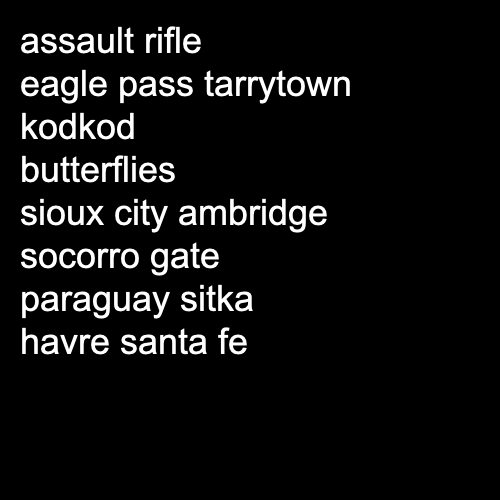 assault rifle
eagle pass tarrytown
kodkod
butterflies
sioux city ambridge
socorro gate
paraguay sitka
havre santa fe